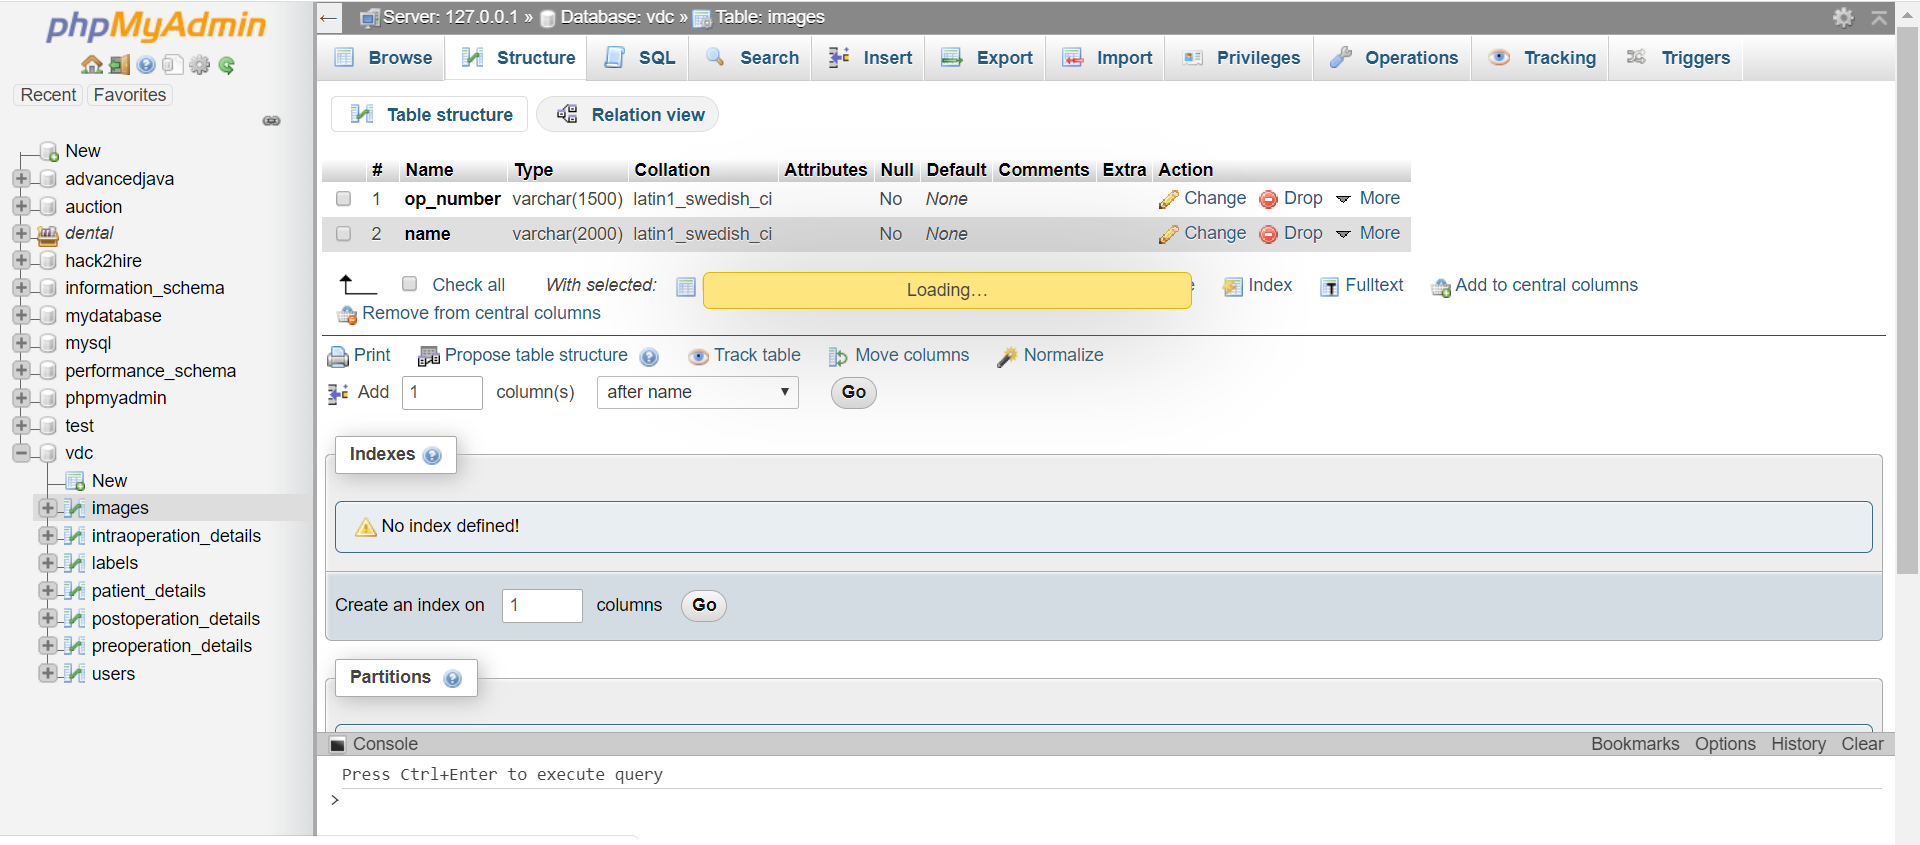 phpMyAdmin
Recent Favorites
New
advancedjava
auction
dental
hack2hire
information_schema
mydatabase
mysql
performance_schema
phpmyadmin
test
vdc
New
images
intraoperation_details
labels
patient_details
postoperation_details
preoperation_details
users
Server: 127.0.0.1 » Database: vdc » Table: images
Browse Structure SQL Search Insert Export Import Privileges Operations Tracking Triggers
Table structure Relation view
# Name Type Collation Attributes Null Default Comments Extra Action
1 op_number varchar(1500) latin1_swedish_ci No None Change Drop More
2 name varchar(2000) latin1_swedish_ci No None Change Drop More
Check all With selected: Loading... Index Fulltext Add to central columns
Remove from central columns
Print Propose table structure Track table Move columns Normalize
Add 1 column(s) after name Go
Indexes
No index defined!
Create an index on 1 columns Go
Partitions
Console Bookmarks Options History Clear
Press Ctrl+Enter to execute query
>